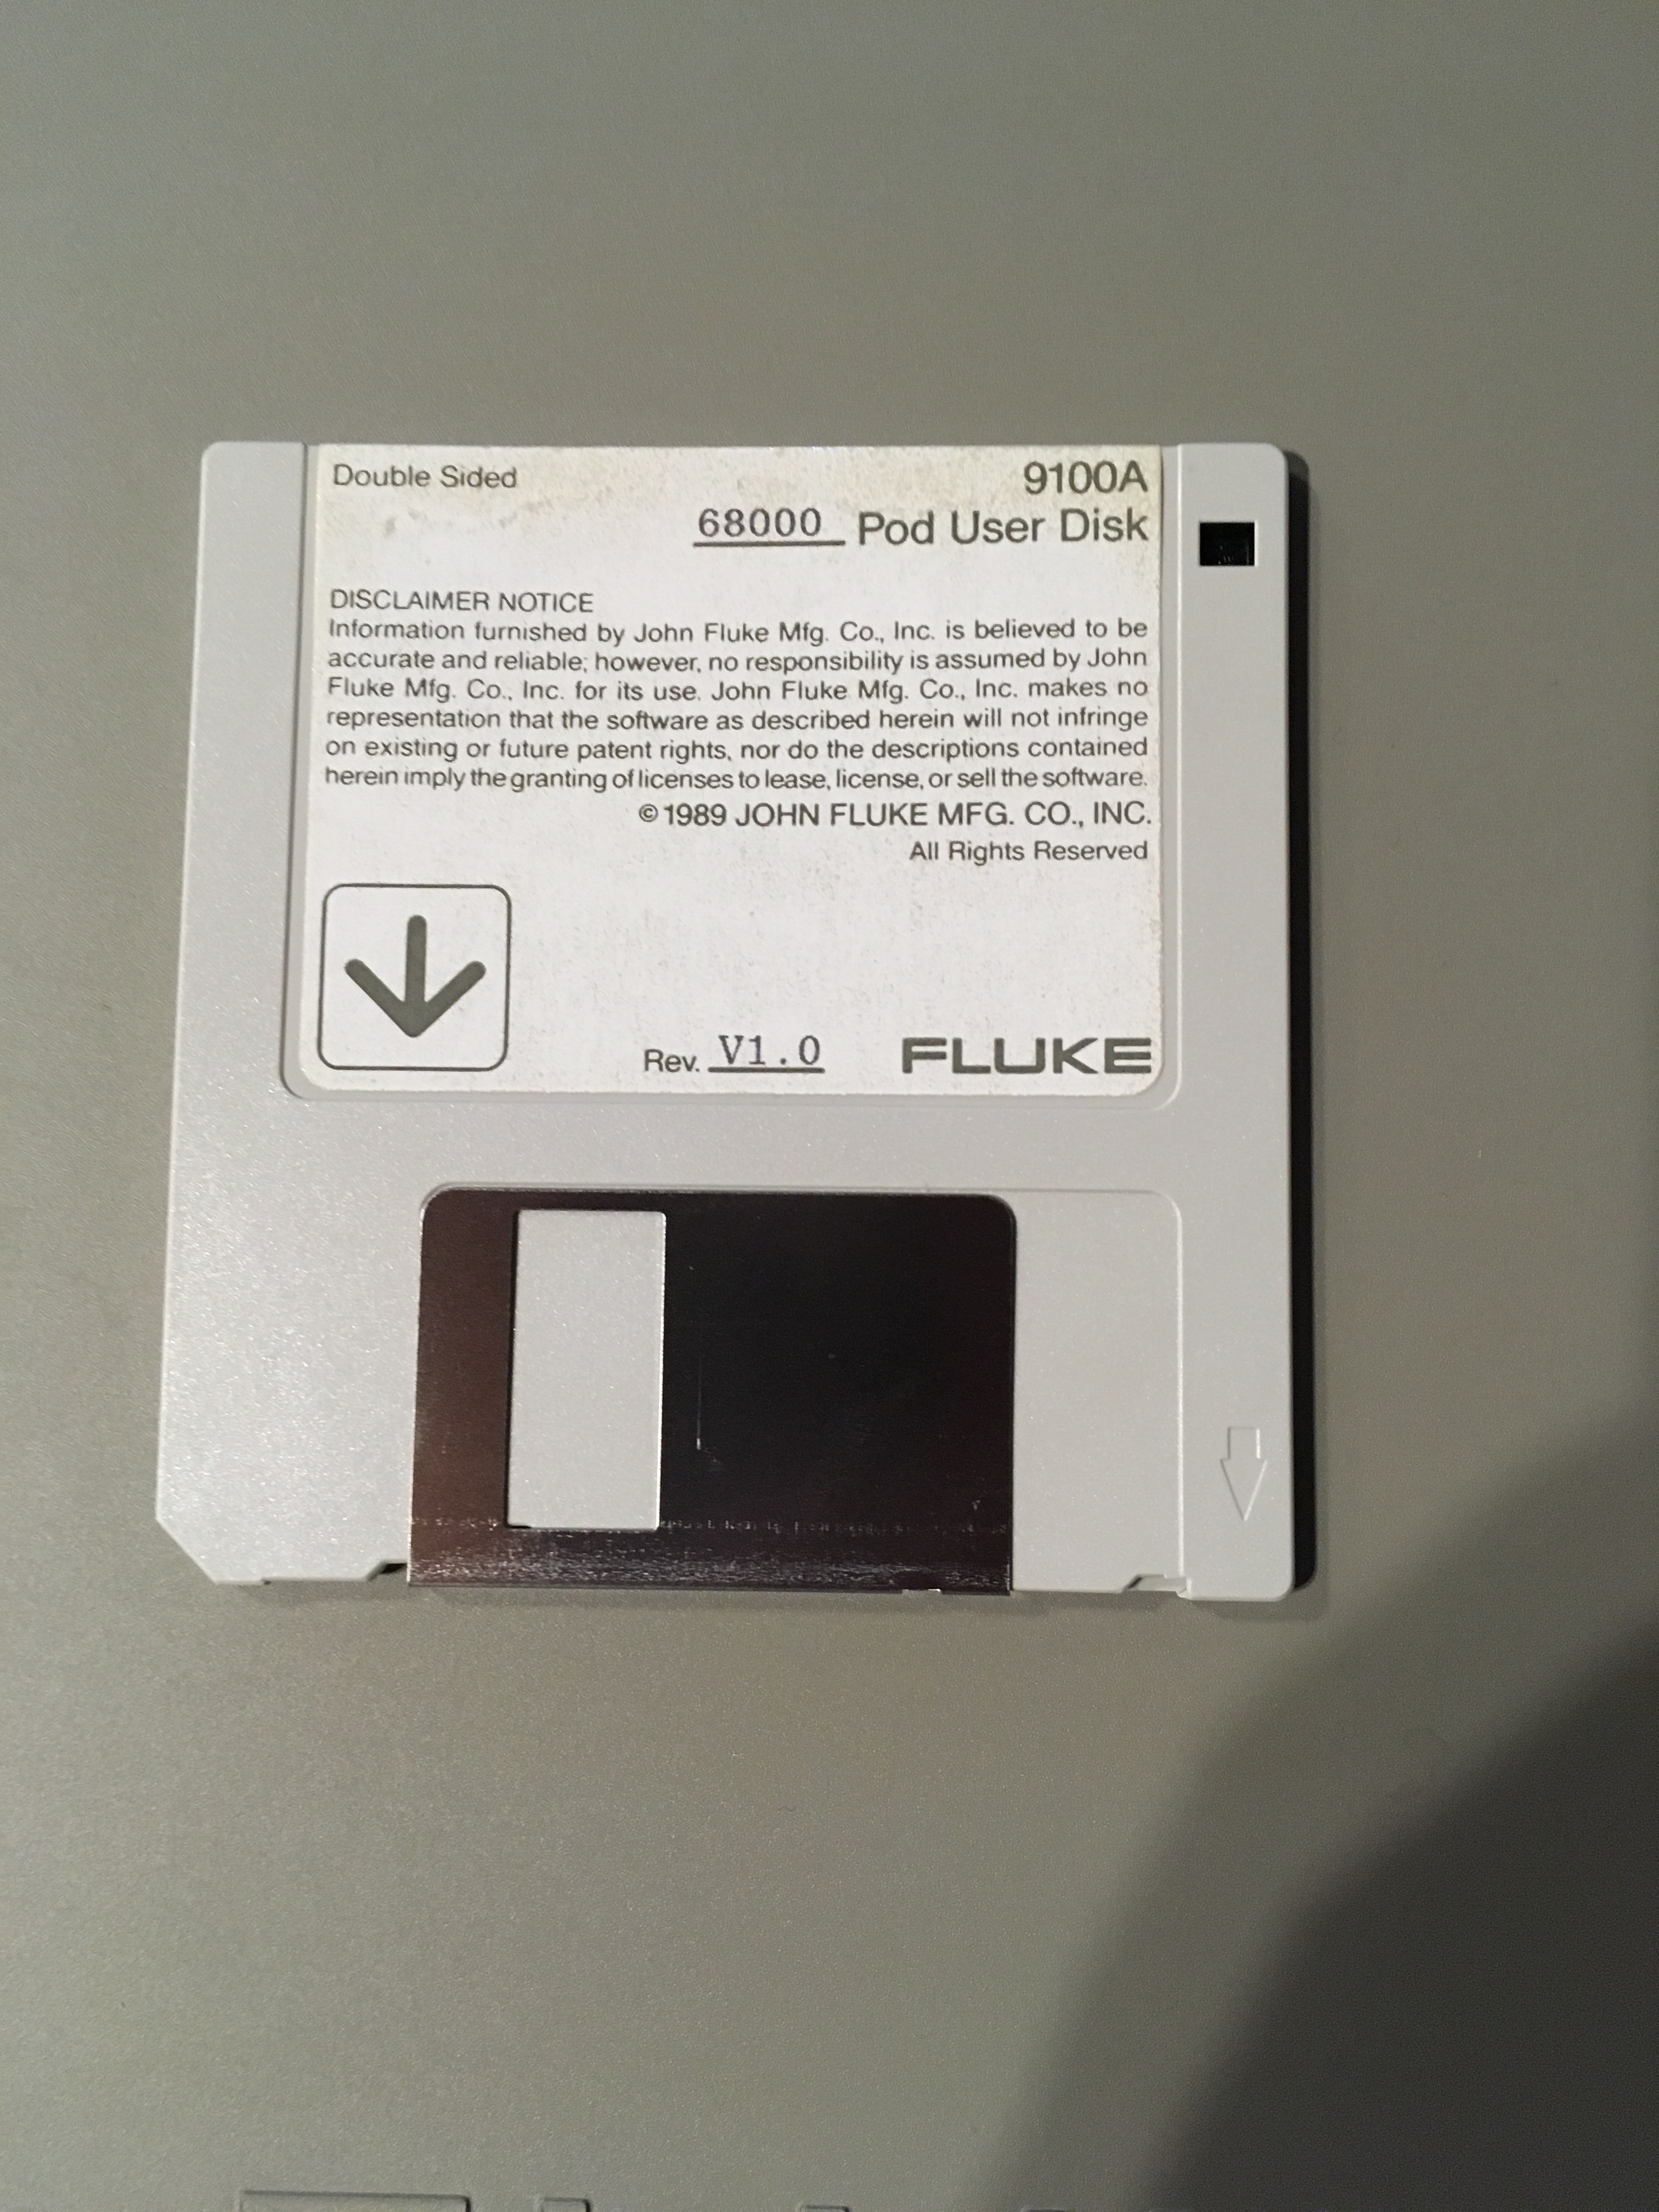 Double Sided 9100A
68000 Pod User Disk
DISCLAIMER NOTICE
Information furnished by John Fluke Mfg. Co., Inc. is believed to be
accurate and reliable; however, no responsibility is assumed by John
Fluke Mfg. Co., Inc. for its use. John Fluke Mfg. Co., Inc. makes no
representation that the software as described herein will not infringe
on existing or future patent rights, nor do the descriptions contained
herein imply the granting of licenses to lease, license, or sell the software.
©1989 JOHN FLUKE MFG. CO., INC.
All Rights Reserved
Rev. V1.0 FLUKE